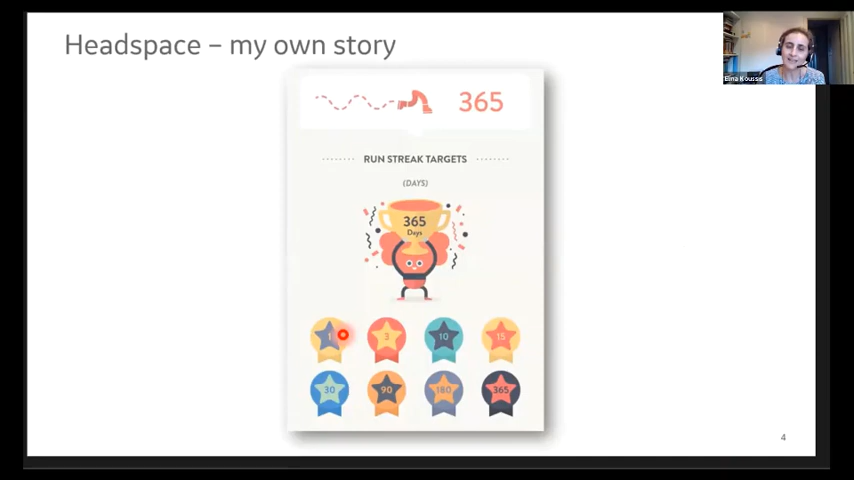 Headspace – my own story
Elina Koussis
365
RUN STREAK TARGETS
(DAYS)
365
Days
1
3
10
15
30
90
180
365
4